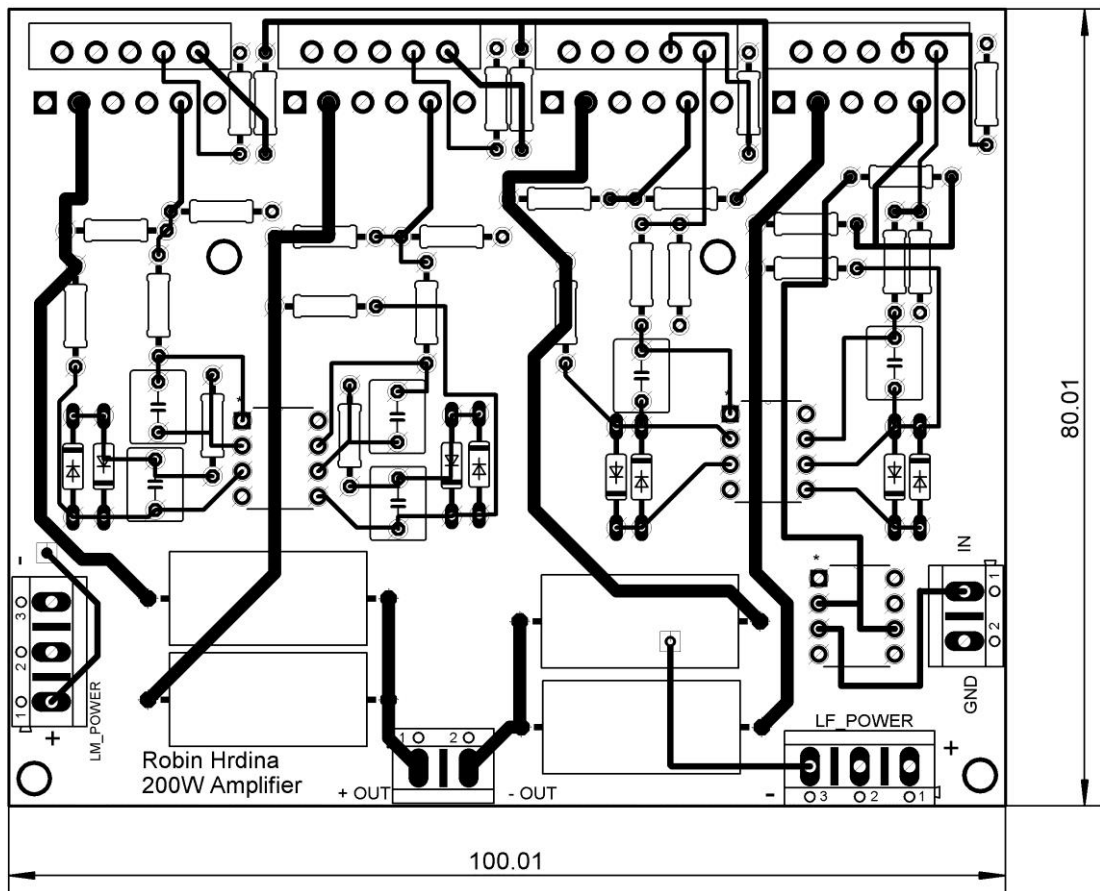 *
*
*
-
3
2
1
+
LM_POWER
Robin Hrdina
200W Amplifier
1
2
+ OUT
- OUT
IN
1
2
GND
LF_POWER
+
-
3
2
1
80.01
100.01